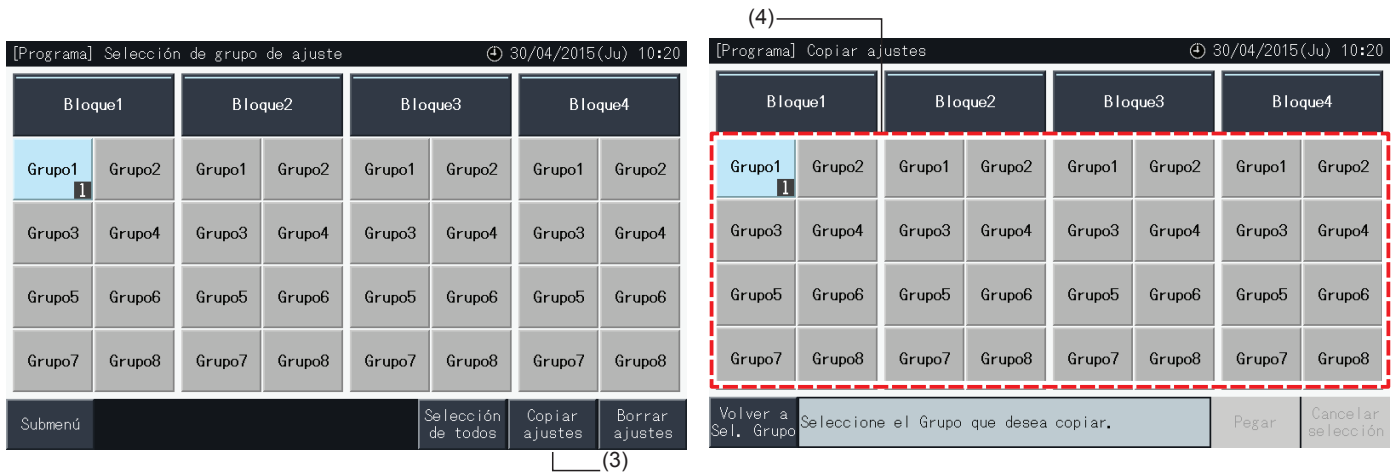 (4)
[Programa] Selección de grupo de ajuste 30/04/2015(Ju) 10:20
Bloque1 Bloque2 Bloque3 Bloque4
Grupo1 Grupo2 Grupo1 Grupo2 Grupo1 Grupo2 Grupo1 Grupo2
1
Grupo3 Grupo4 Grupo3 Grupo4 Grupo3 Grupo4 Grupo3 Grupo4
Grupo5 Grupo6 Grupo5 Grupo6 Grupo5 Grupo6 Grupo5 Grupo6
Grupo7 Grupo8 Grupo7 Grupo8 Grupo7 Grupo8 Grupo7 Grupo8
Submenú
Selección
de todos
Copiar
ajustes
Borrar
ajustes
(3)
[Programa] Copiar ajustes 30/04/2015(Ju) 10:20
Bloque1 Bloque2 Bloque3 Bloque4
Grupo1 Grupo2 Grupo1 Grupo2 Grupo1 Grupo2 Grupo1 Grupo2
1
Grupo3 Grupo4 Grupo3 Grupo4 Grupo3 Grupo4 Grupo3 Grupo4
Grupo5 Grupo6 Grupo5 Grupo6 Grupo5 Grupo6 Grupo5 Grupo6
Grupo7 Grupo8 Grupo7 Grupo8 Grupo7 Grupo8 Grupo7 Grupo8
Volver a
Sel. Grupo
Seleccione el Grupo que desea copiar.
Pegar
Cancelar
selección